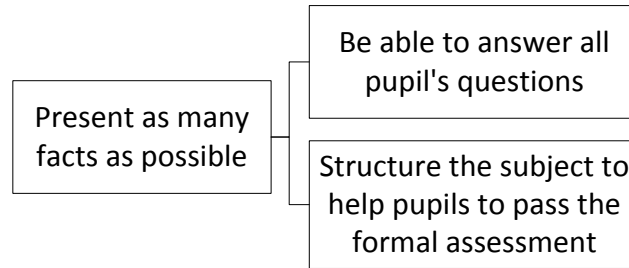 Present as many
facts as possible
Be able to answer all
pupil's questions
Structure the subject to
help pupils to pass the
formal assessment